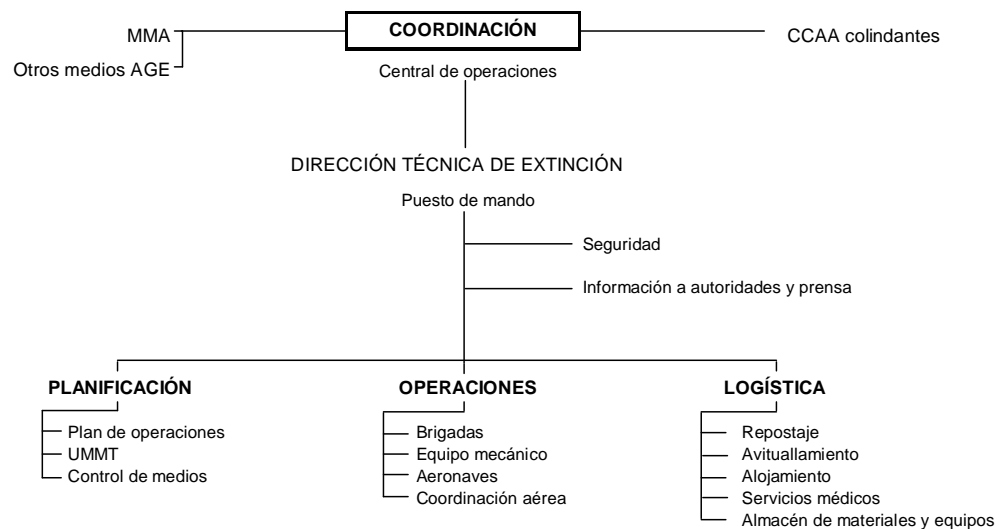 MMA
COORDINACIÓN
CCAA colindantes
Otros medios AGE
Central de operaciones
DIRECCIÓN TÉCNICA DE EXTINCIÓN
Puesto de mando
Seguridad
Información a autoridades y prensa
PLANIFICACIÓN
Plan de operaciones
UMMT
Control de medios
OPERACIONES
Brigadas
Equipo mecánico
Aeronaves
Coordinación aérea
LOGÍSTICA
Repostaje
Avituallamiento
Alojamiento
Servicios médicos
Almacén de materiales y equipos